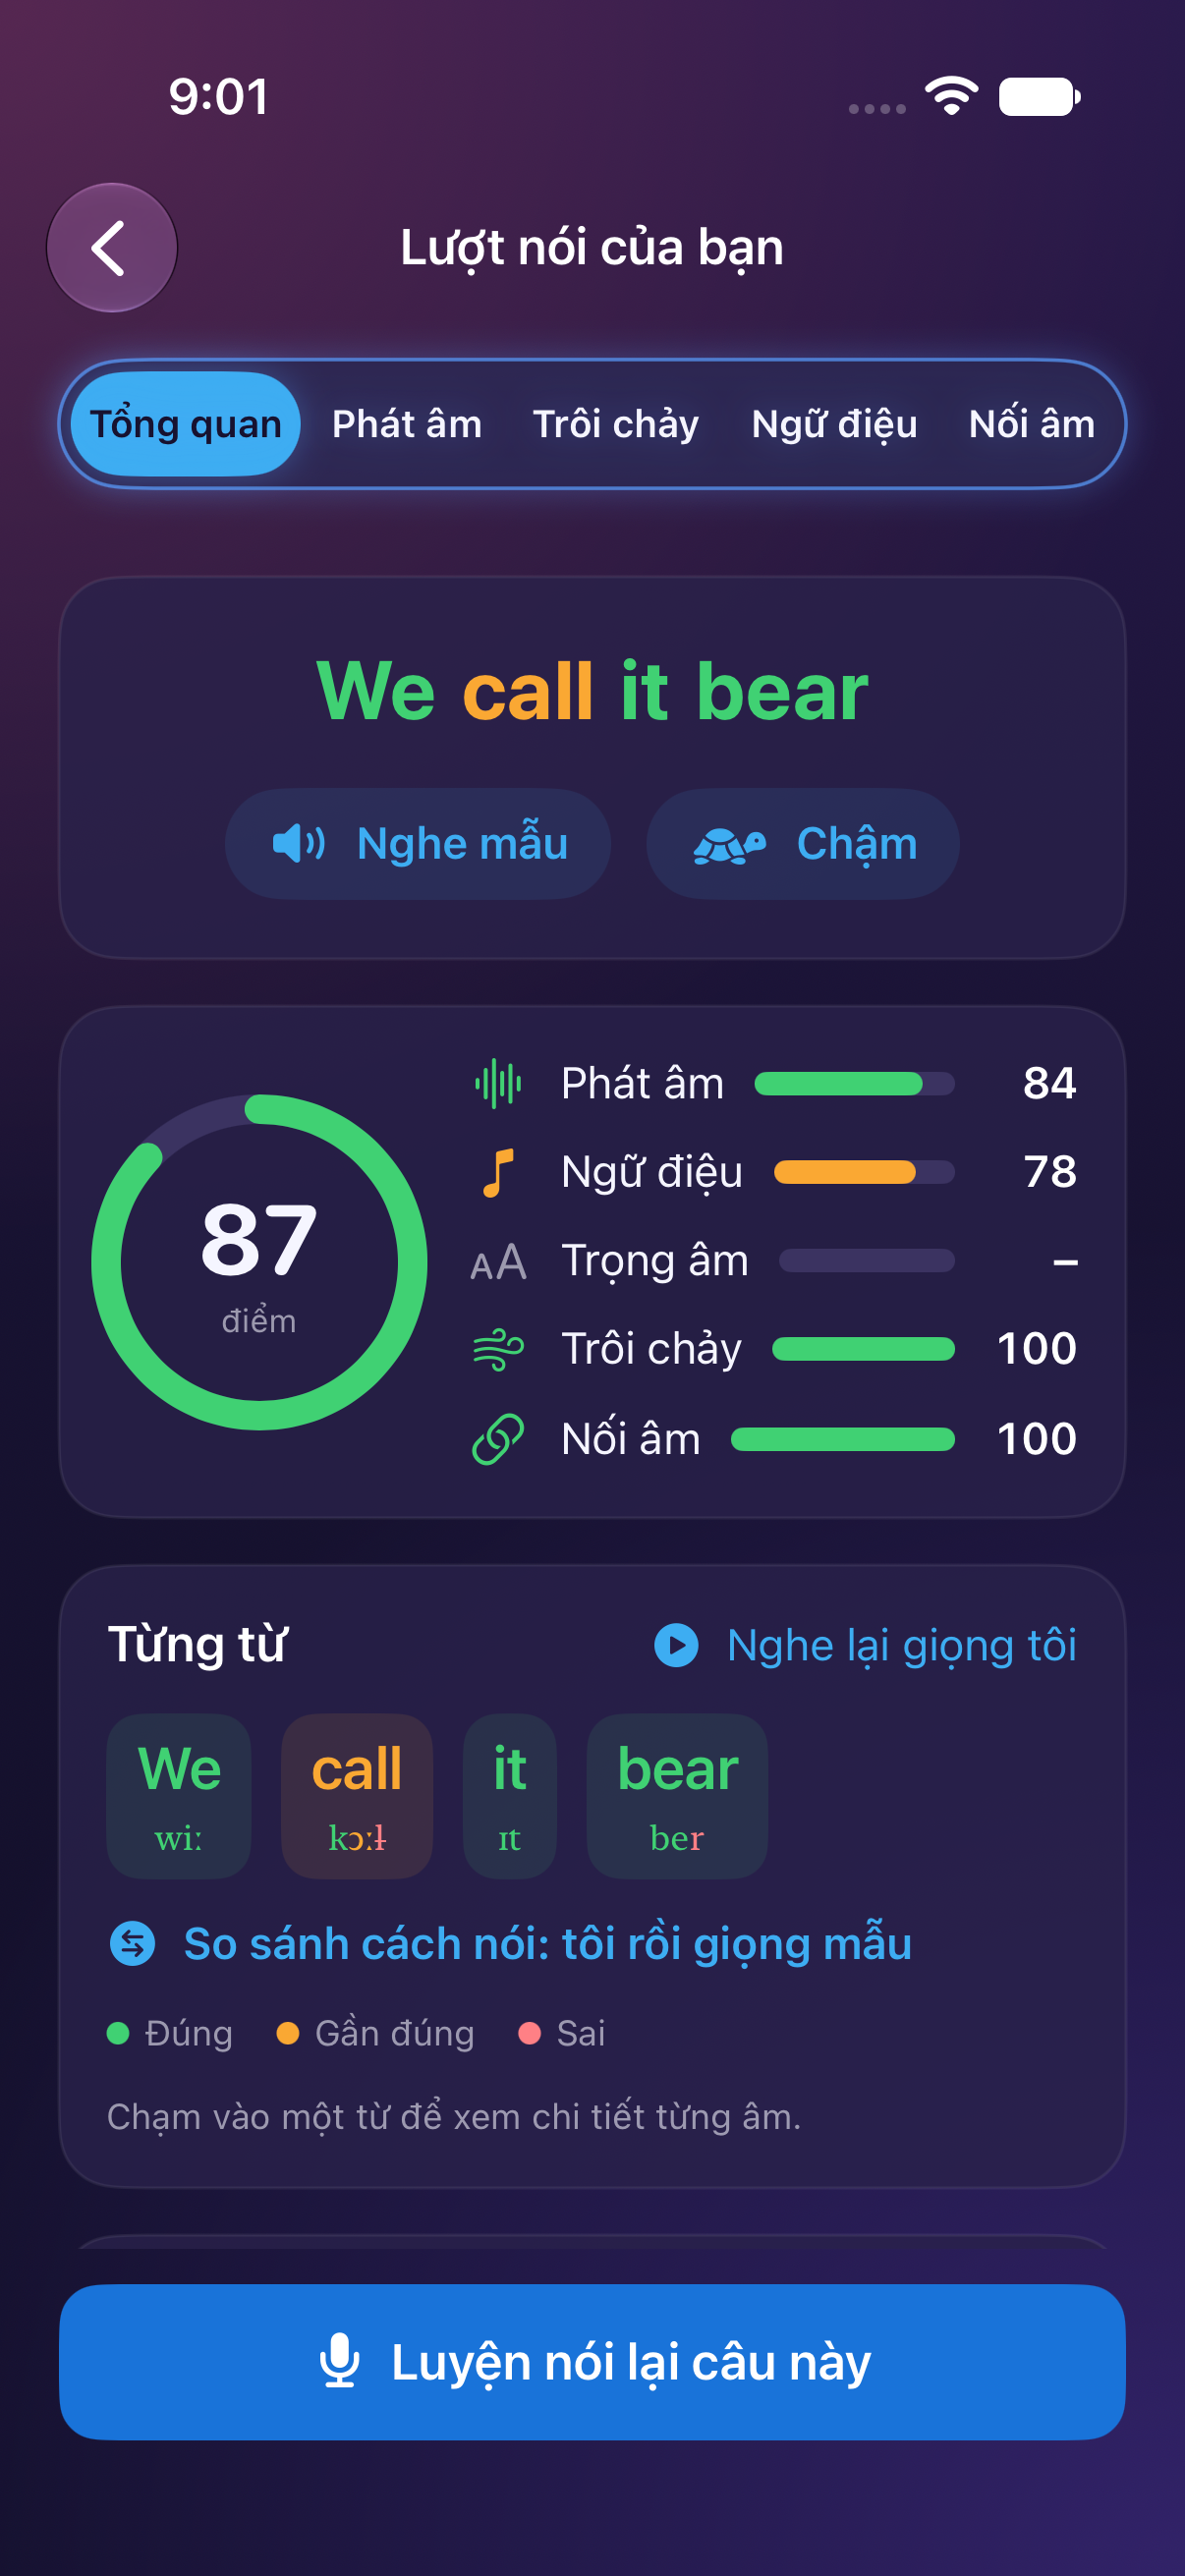 9:01
Lượt nói của bạn
Tổng quan Phát âm Trôi chảy Ngữ điệu Nối âm
We call it bear
Nghe mẫu Chậm
87
điểm
Phát âm 84
Ngữ điệu 78
AA Trọng âm –
Trôi chảy 100
Nối âm 100
Từng từ Nghe lại giọng tôi
We call it bear
wiː kɔːɫ ɪt ber
So sánh cách nói: tôi rồi giọng mẫu
Đúng Gần đúng Sai
Chạm vào một từ để xem chi tiết từng âm.
Luyện nói lại câu này